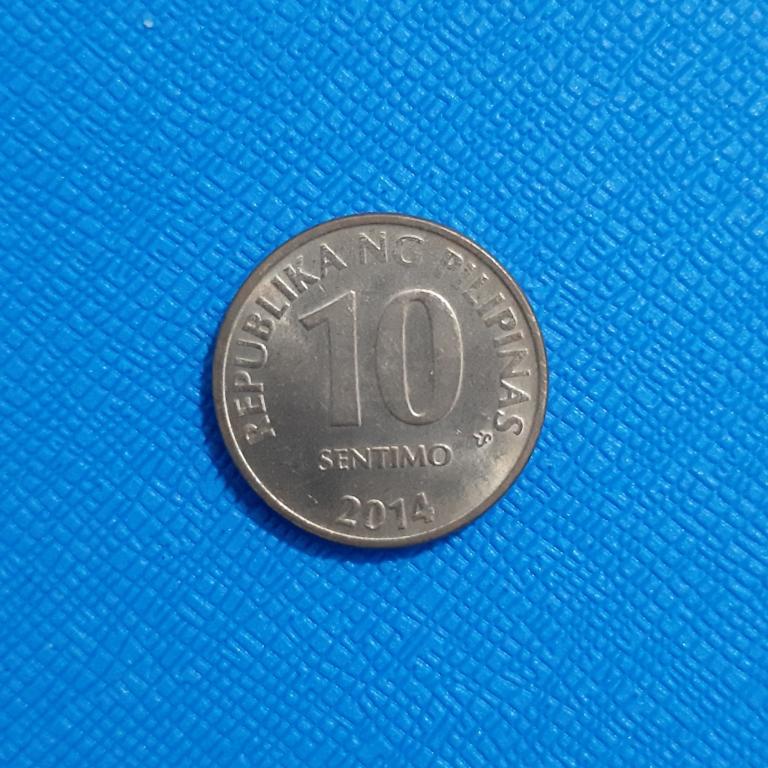 REPUBLIKA NG PILIPINAS
10
SENTIMO
2014